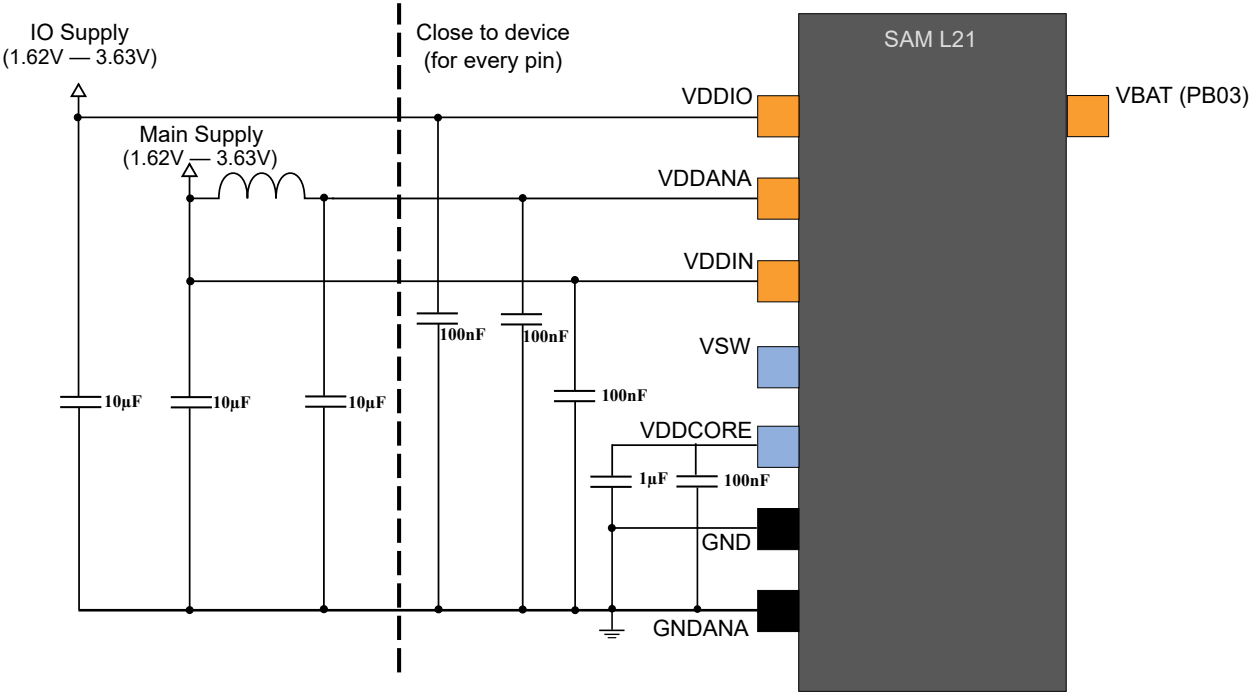 IO Supply
(1.62V — 3.63V)
Close to device
(for every pin)
SAM L21
VDDIO
VBAT (PB03)
Main Supply
(1.62V — 3.63V)
VDDANA
VDDIN
100nF
100nF
VSW
10µF
10µF
10µF
100nF
VDDCORE
1µF
100nF
GND
GNDANA